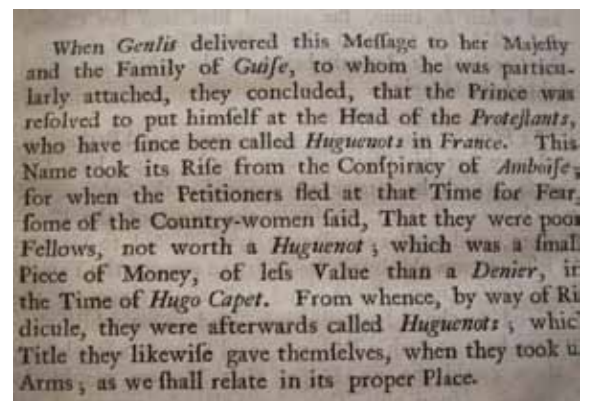 When Genlis delivered this Meſſage to her Majeſty
and the Family of Guiſe, to whom he was particu-
larly attached, they concluded, that the Prince was
reſolved to put himſelf at the Head of the Proteſtants,
who have ſince been called Huguenots in France. This
Name took its Riſe from the Conſpiracy of Amboiſe;
for when the Petitioners fled at that Time for Fear,
ſome of the Country-women ſaid, That they were poor
Fellows, not worth a Huguenot; which was a ſmall
Piece of Money, of leſs Value than a Denier, in
the Time of Hugo Capet. From whence, by way of Ri
dicule, they were afterwards called Huguenots; whic
Title they likewiſe gave themſelves, when they took u
Arms; as we ſhall relate in its proper Place.